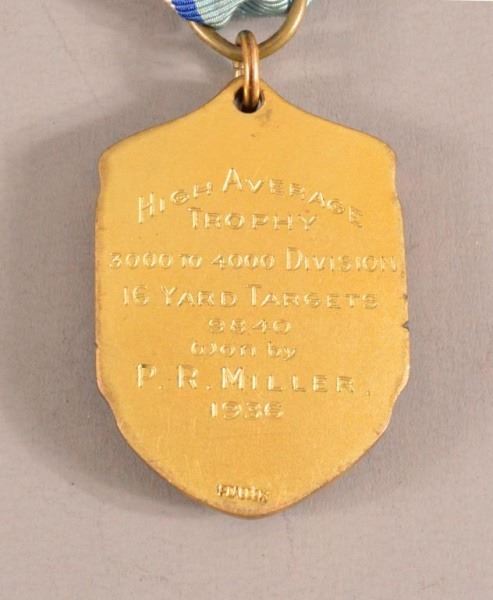 HIGH AVERAGE
TROPHY
3000 TO 4000 DIVISION
16 YARD TARGETS
9840
won by
P. R. MILLER.
1936